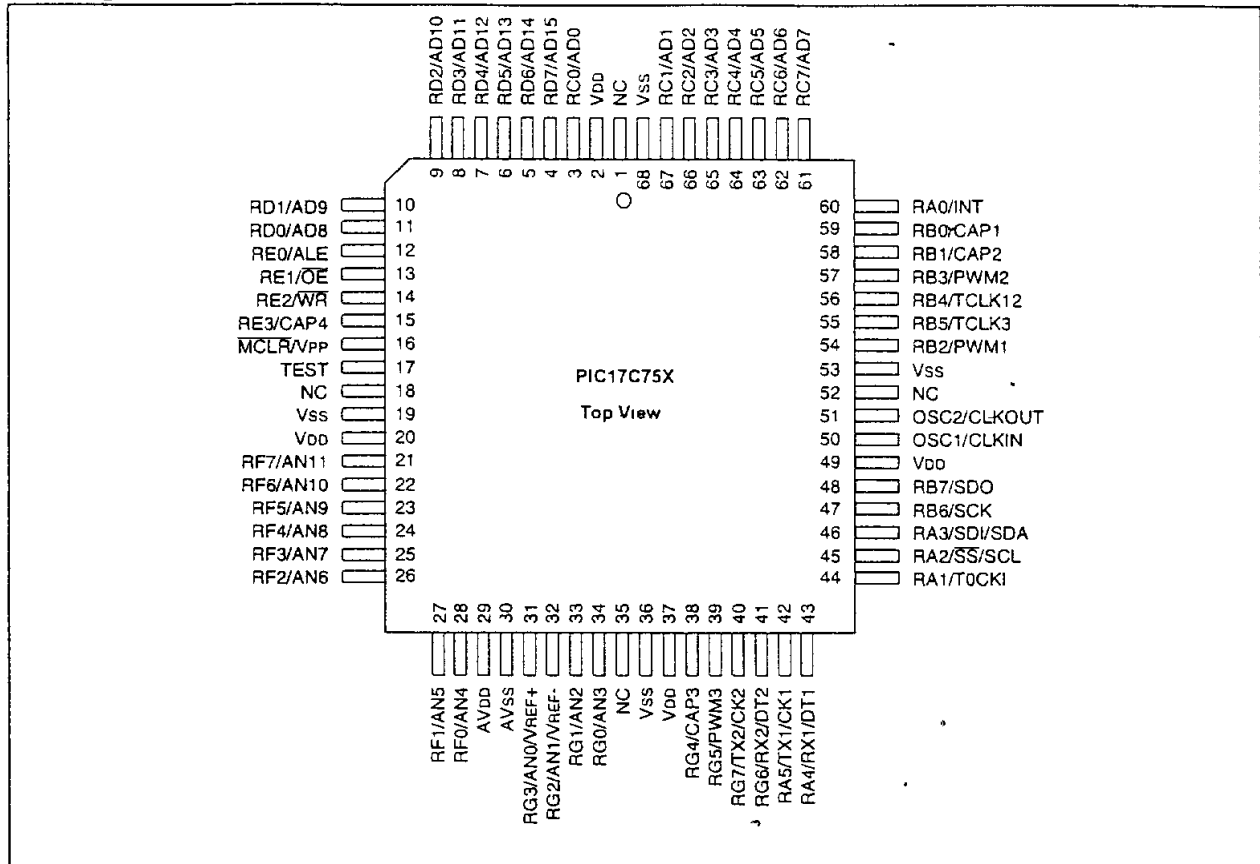 RD2/AD10
RD3/AD11
RD4/AD12
RD5/AD13
RD6/AD14
RD7/AD15
RC0/AD0
VDD
NC
VSS
RC1/AD1
RC2/AD2
RC3/AD3
RC4/AD4
RC5/AD5
RC6/AD6
RC7/AD7
9 8 7 6 5 4 3 2 1 68 67 66 65 64 63 62 61
RD1/AD9 10
RD0/AD8 11
RE0/ALE 12
RE1/OE 13
RE2/WR 14
RE3/CAP4 15
MCLR/VPP 16
TEST 17
NC 18
VSS 19
VDD 20
RF7/AN11 21
RF6/AN10 22
RF5/AN9 23
RF4/AN8 24
RF3/AN7 25
RF2/AN6 26
PIC17C75X
Top View
60 RA0/INT
59 RB0/CAP1
58 RB1/CAP2
57 RB3/PWM2
56 RB4/TCLK12
55 RB5/TCLK3
54 RB2/PWM1
53 VSS
52 NC
51 OSC2/CLKOUT
50 OSC1/CLKIN
49 VDD
48 RB7/SDO
47 RB6/SCK
46 RA3/SDI/SDA
45 RA2/SS/SCL
44 RA1/T0CKI
27 28 29 30 31 32 33 34 35 36 37 38 39 40 41 42 43
RF1/AN5
RF0/AN4
AVDD
AVSS
RG3/AN0/VREF+
RG2/AN1/VREF-
RG1/AN2
RG0/AN3
NC
VSS
VDD
RG4/CAP3
RG5/PWM3
RG7/TX2/CK2
RG6/RX2/DT2
RA5/TX1/CK1
RA4/RX1/DT1